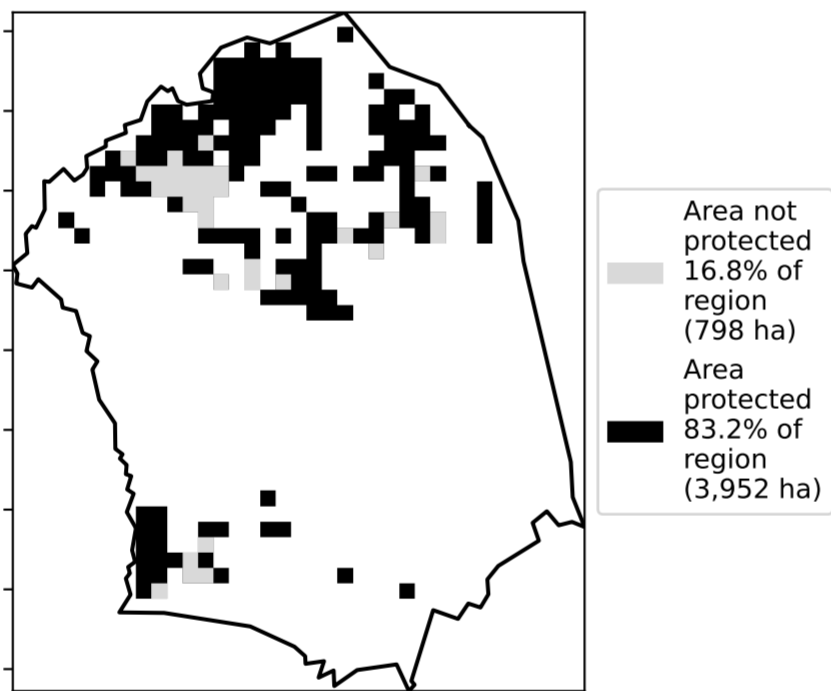 Area not
protected
16.8% of
region
(798 ha)
Area
protected
83.2% of
region
(3,952 ha)